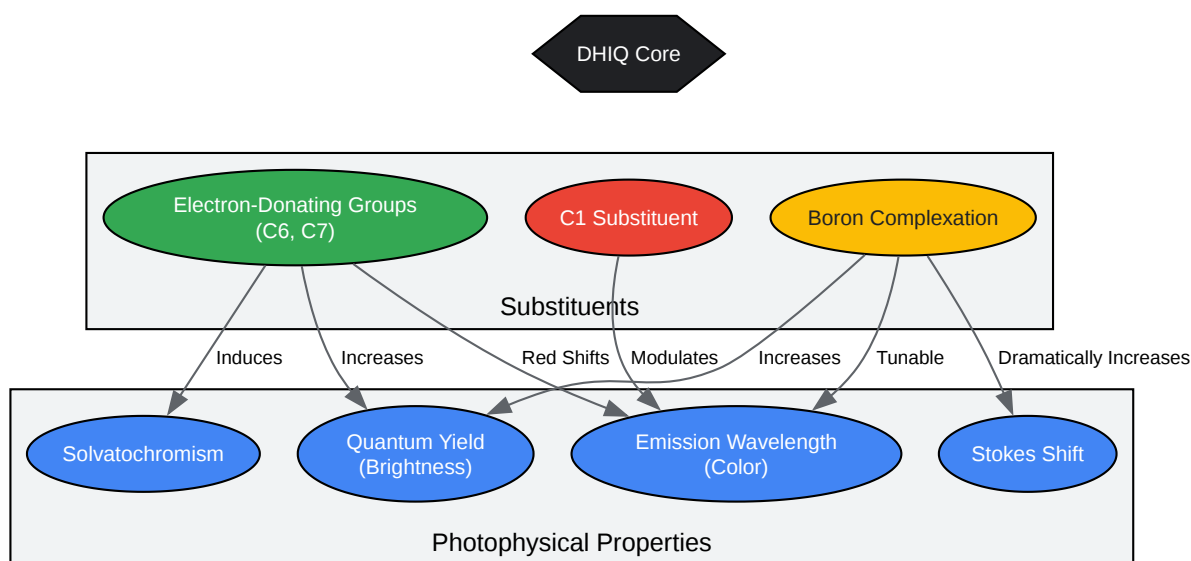 DHIQ Core
Electron-Donating Groups
(C6, C7)
C1 Substituent
Boron Complexation
Substituents
Induces
Increases
Red Shifts
Modulates
Increases
Tunable
Dramatically Increases
Solvatochromism
Quantum Yield
(Brightness)
Emission Wavelength
(Color)
Stokes Shift
Photophysical Properties